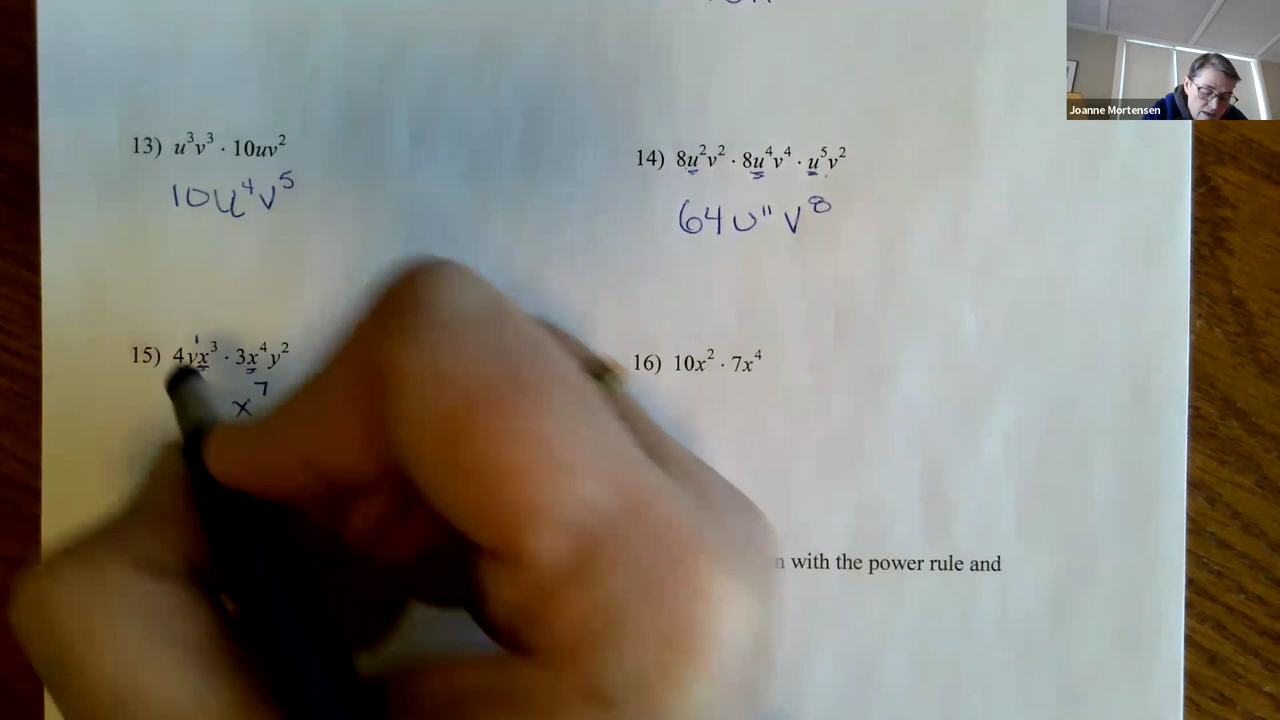 Joanne Mortensen
13) u³v³ · 10uv²
10u⁴v⁵
14) 8u²v² · 8u⁴v⁴ · u⁵v²
64u¹¹v⁸
15) 4yx³ · 3x⁴y²
1
x⁷
16) 10x² · 7x⁴
with the power rule and